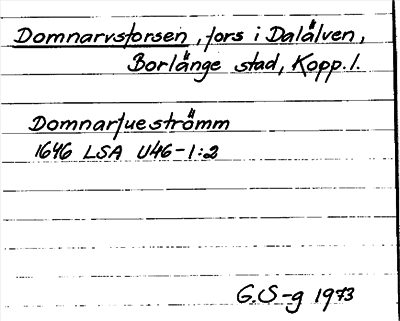 Domnarvsforsen, fors i Dalälven,
Borlänge stad, Kopp. l.
Domnarfueströmm
1646 LSA U46-1:2
G.S-g 1973